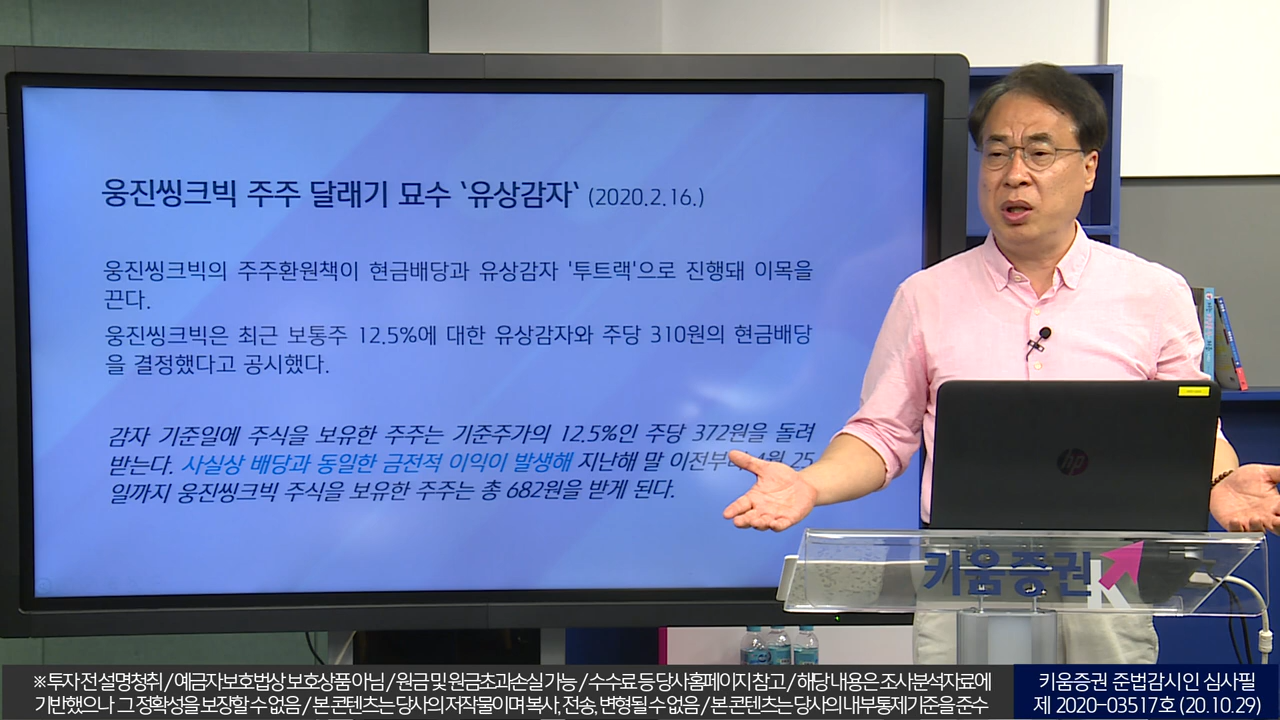 웅진씽크빅 주주 달래기 묘수 '유상감자' (2020.2.16.)
웅진씽크빅의 주주환원책이 현금배당과 유상감자 '투트랙'으로 진행돼 이목을
끈다.
웅진씽크빅은 최근 보통주 12.5%에 대한 유상감자와 주당 310원의 현금배당
을 결정했다고 공시했다.
감자 기준일에 주식을 보유한 주주는 기준주가의 12.5%인 주당 372원을 돌려
받는다. 사실상 배당과 동일한 금전적 이익이 발생해 지난해 말 이전부터 4월 25
일까지 웅진씽크빅 주식을 보유한 주주는 총 682원을 받게 된다.
hp
키움증권
K
※ 투자 전 설명청취 / 예금자보호법상 보호상품 아님 / 원금 및 원금초과손실 가능 / 수수료 등 당사홈페이지 참고 / 해당 내용은 조사분석자료에
기반했으나 그 정확성을 보장할 수 없음 / 본 콘텐츠는 당사의 저작물이며 복사, 전송, 변형될 수 없음 / 본 콘텐츠는 당사의 내부통제기준을 준수
키움증권 준법감시인 심사필
제 2020-03517호 (20.10.29)